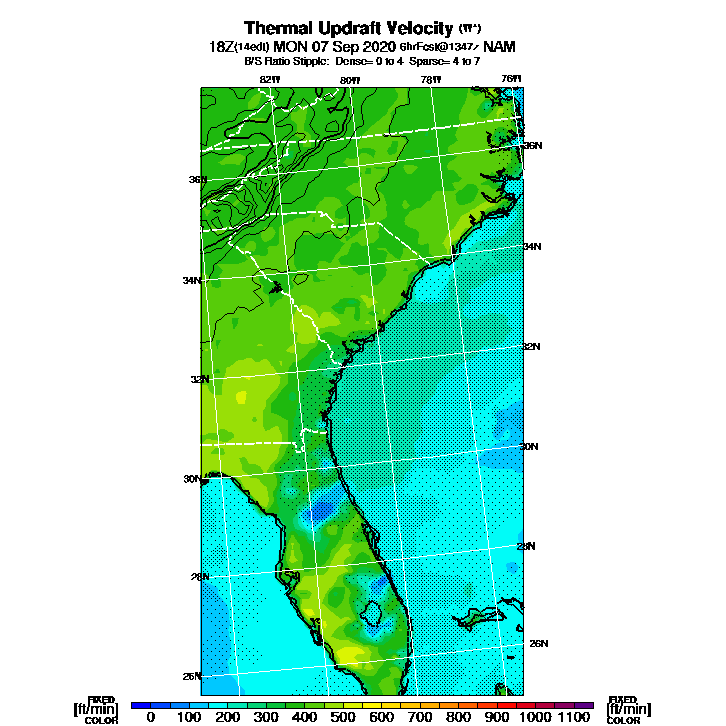 Thermal Updraft Velocity (W*)
18Z(14edt) MON 07 Sep 2020 6hrFcst@1347z NAM
B/S Ratio Stipple: Dense= 0 to 4 Sparse= 4 to 7
82W 80W 78W 76W
36N
36N
34N
34N
32N
32N
30N
30N
28N
28N
26N
26N
FIXED FIXED
[ft/min] 0 100 200 300 400 500 600 700 800 900 1000 1100 [ft/min]
COLOR COLOR